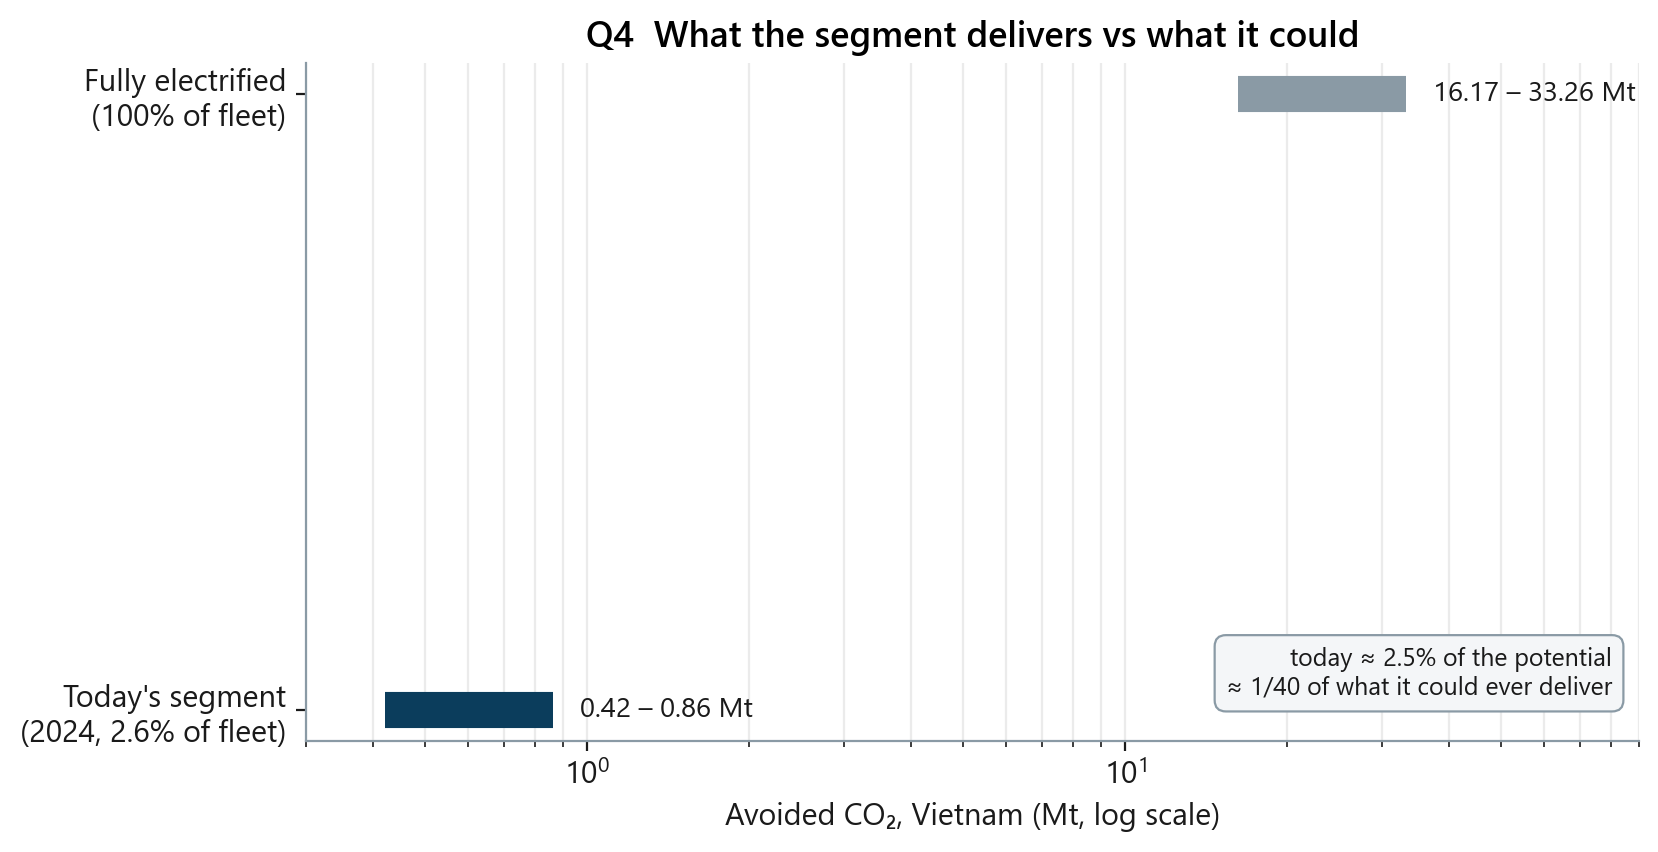 Q4  What the segment delivers vs what it could
Fully electrified
(100% of fleet)
16.17 – 33.26 Mt
today ≈ 2.5% of the potential
≈ 1/40 of what it could ever deliver
Today's segment
(2024, 2.6% of fleet)
0.42 – 0.86 Mt
10⁰ 10¹
Avoided CO₂, Vietnam (Mt, log scale)